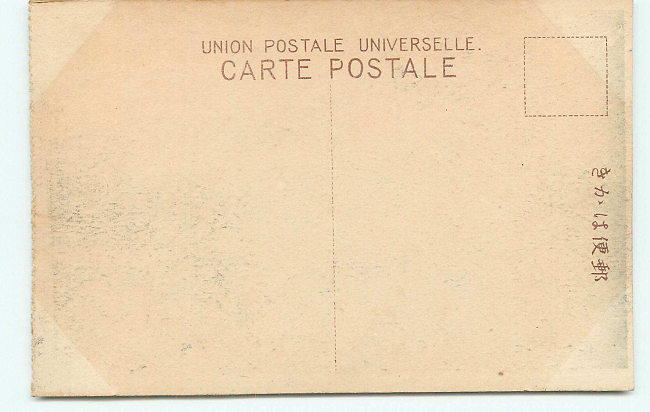 UNION POSTALE UNIVERSELLE.
CARTE POSTALE
きかは便郵